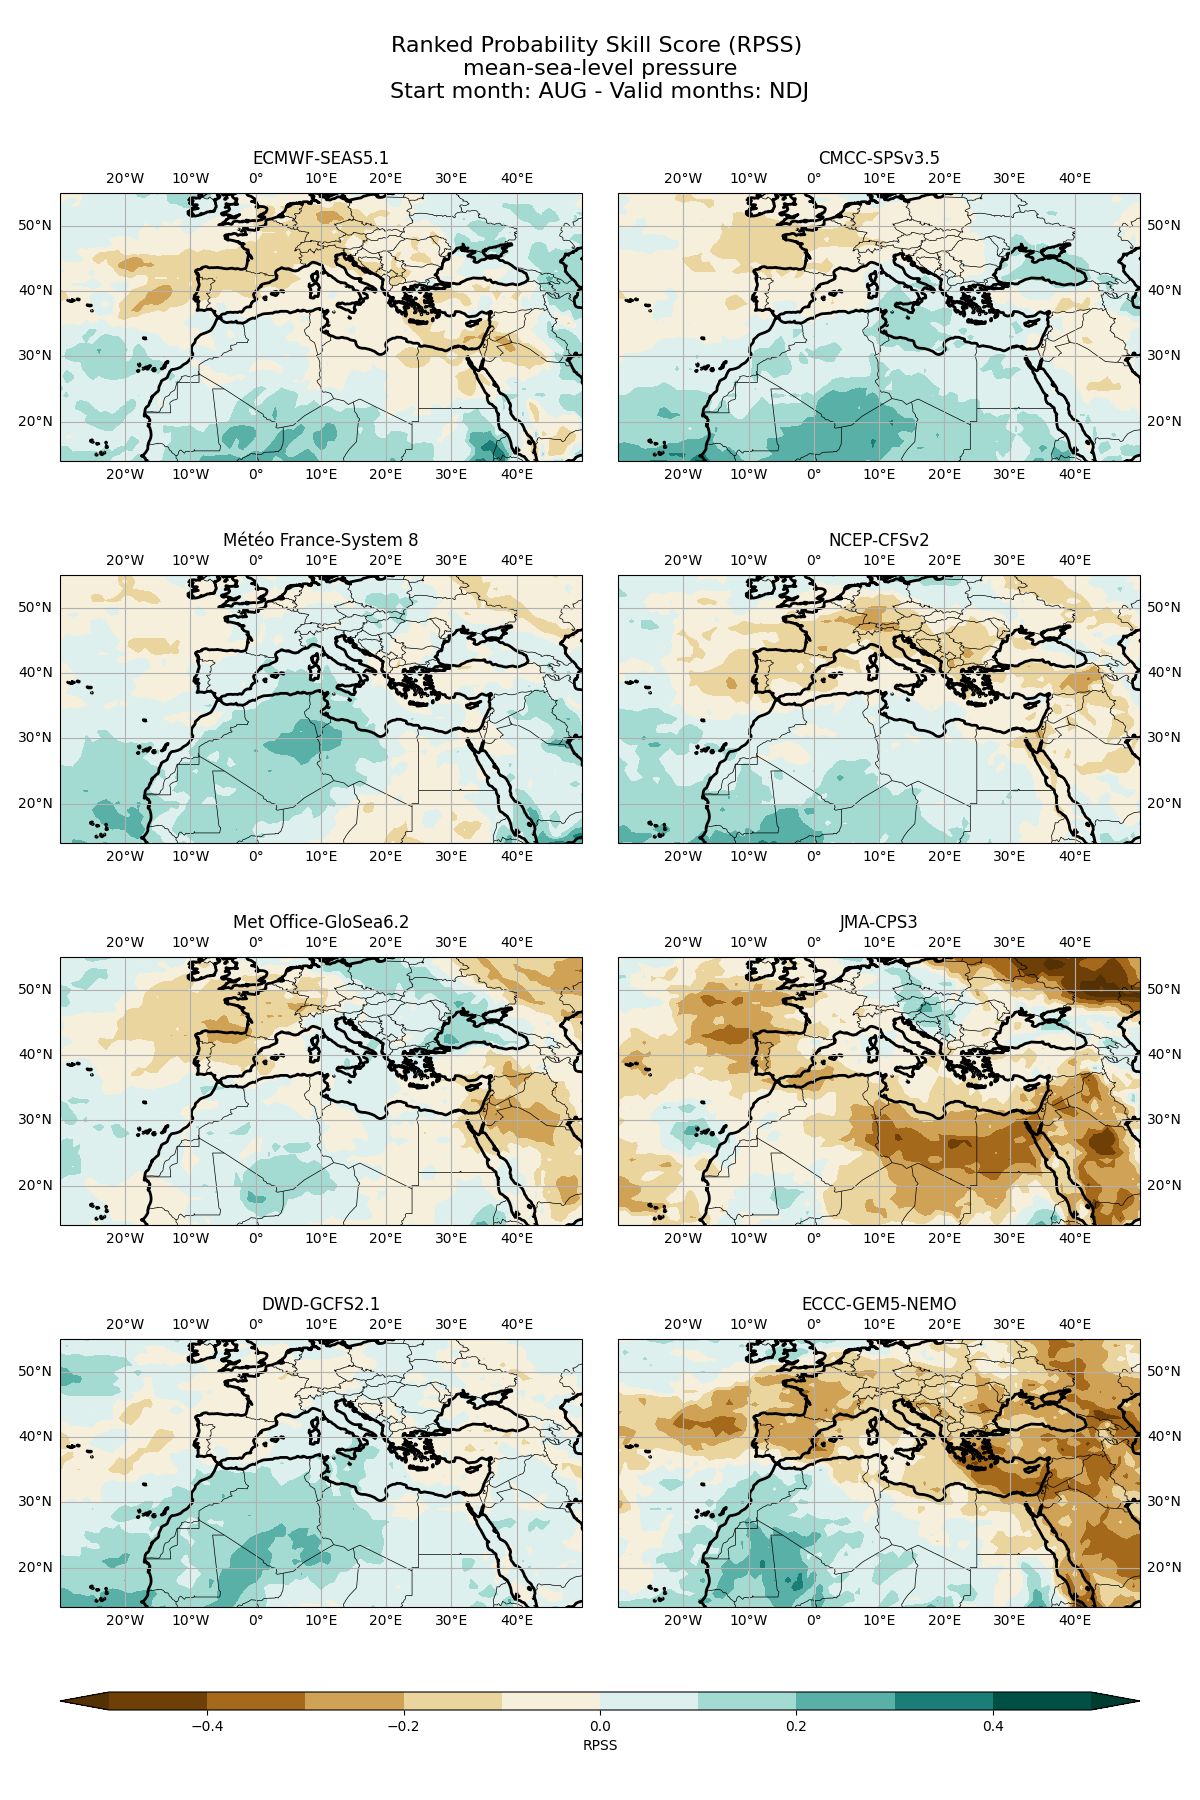 Ranked Probability Skill Score (RPSS)
mean-sea-level pressure
Start month: AUG - Valid months: NDJ
ECMWF-SEAS5.1
20°W 10°W 0° 10°E 20°E 30°E 40°E
50°N
40°N
30°N
20°N
20°W 10°W 0° 10°E 20°E 30°E 40°E
CMCC-SPSv3.5
20°W 10°W 0° 10°E 20°E 30°E 40°E
50°N
40°N
30°N
20°N
20°W 10°W 0° 10°E 20°E 30°E 40°E
Météo France-System 8
20°W 10°W 0° 10°E 20°E 30°E 40°E
50°N
40°N
30°N
20°N
20°W 10°W 0° 10°E 20°E 30°E 40°E
NCEP-CFSv2
20°W 10°W 0° 10°E 20°E 30°E 40°E
50°N
40°N
30°N
20°N
20°W 10°W 0° 10°E 20°E 30°E 40°E
Met Office-GloSea6.2
20°W 10°W 0° 10°E 20°E 30°E 40°E
50°N
40°N
30°N
20°N
20°W 10°W 0° 10°E 20°E 30°E 40°E
JMA-CPS3
20°W 10°W 0° 10°E 20°E 30°E 40°E
50°N
40°N
30°N
20°N
20°W 10°W 0° 10°E 20°E 30°E 40°E
DWD-GCFS2.1
20°W 10°W 0° 10°E 20°E 30°E 40°E
50°N
40°N
30°N
20°N
20°W 10°W 0° 10°E 20°E 30°E 40°E
ECCC-GEM5-NEMO
20°W 10°W 0° 10°E 20°E 30°E 40°E
50°N
40°N
30°N
20°N
20°W 10°W 0° 10°E 20°E 30°E 40°E
−0.4 −0.2 0.0 0.2 0.4
RPSS